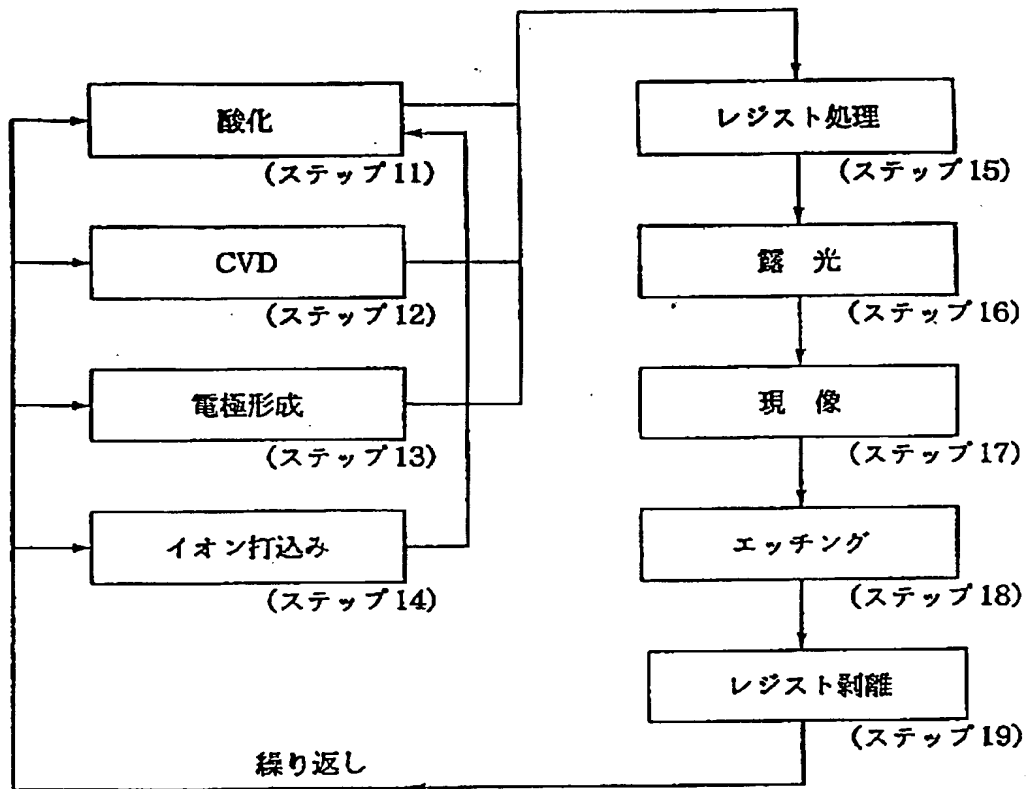 酸化
(ステップ11)
CVD
(ステップ12)
電極形成
(ステップ13)
イオン打込み
(ステップ14)
レジスト処理
(ステップ15)
露 光
(ステップ16)
現 像
(ステップ17)
エッチング
(ステップ18)
レジスト剥離
(ステップ19)
繰り返し